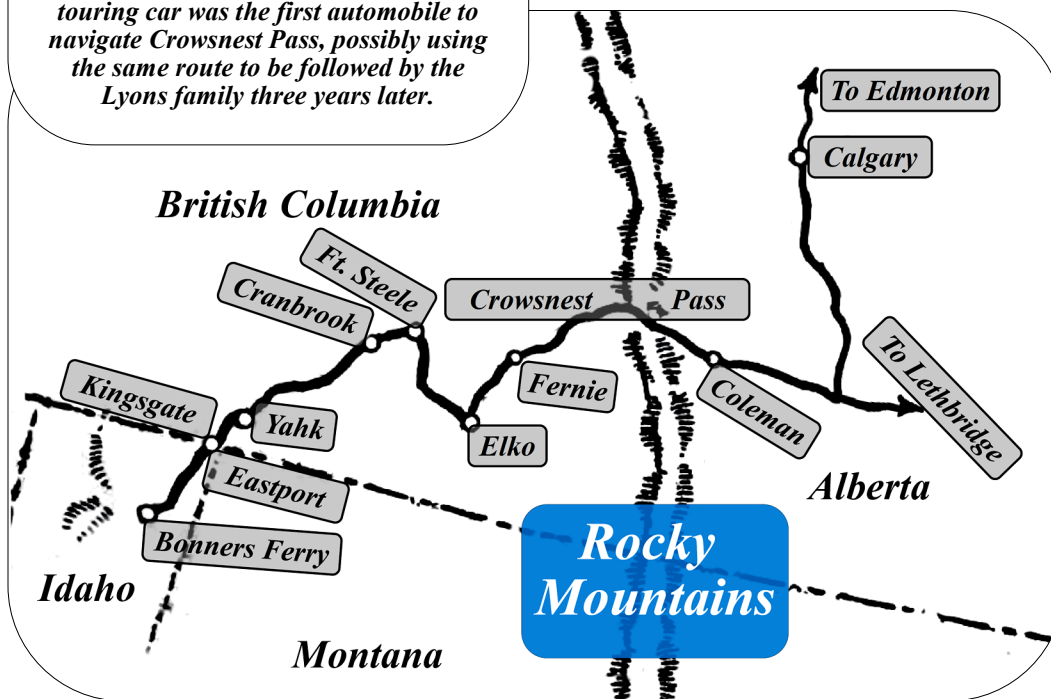 touring car was the first automobile to
navigate Crowsnest Pass, possibly using
the same route to be followed by the
Lyons family three years later.
To Edmonton
Calgary
British Columbia
Ft. Steele
Cranbrook
Crowsnest Pass
Kingsgate
Yahk
Fernie
Elko
Coleman
To Lethbridge
Eastport
Alberta
Bonners Ferry
Idaho
Rocky
Mountains
Montana